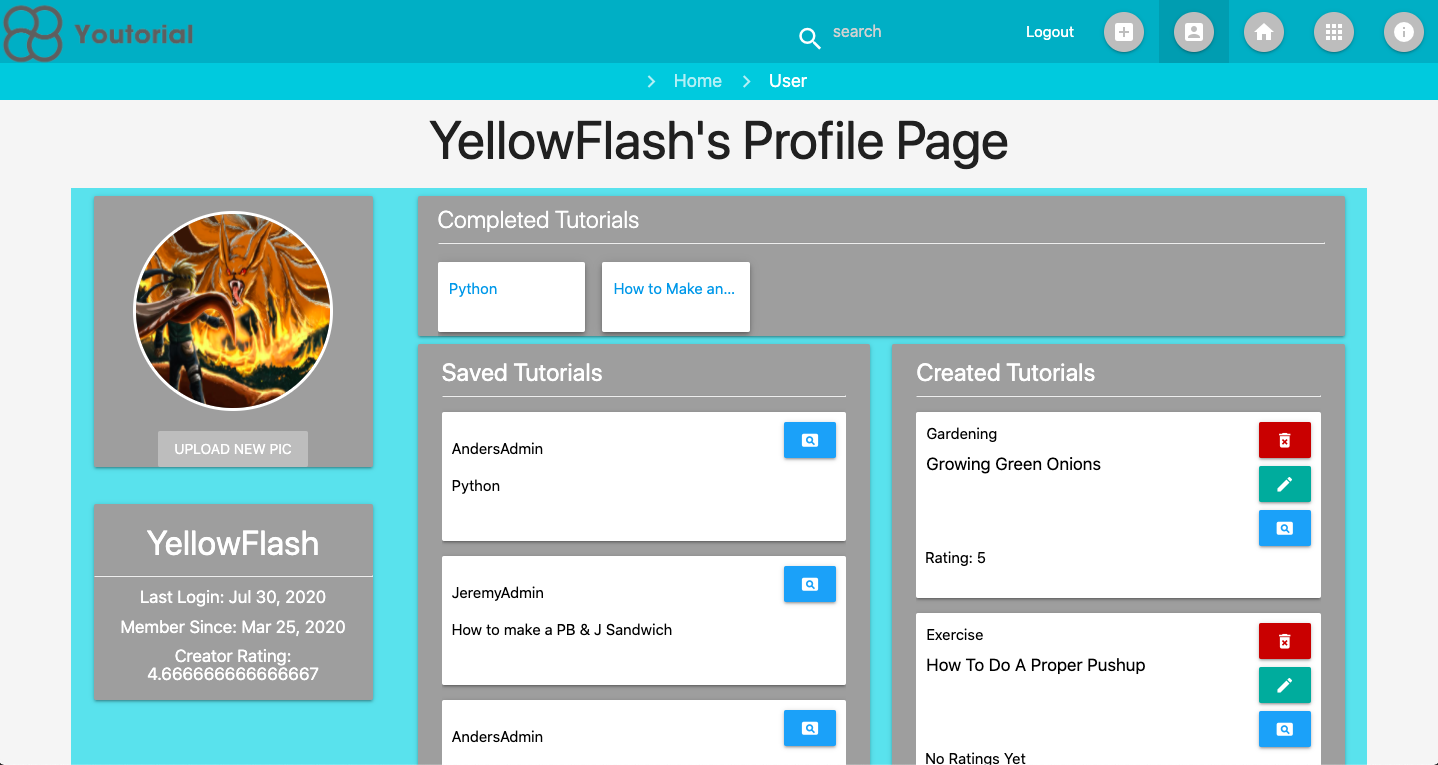 Youtorial
search
Logout
Home
User
YellowFlash's Profile Page
UPLOAD NEW PIC
YellowFlash
Last Login: Jul 30, 2020
Member Since: Mar 25, 2020
Creator Rating:
4.666666666666667
Completed Tutorials
Python
How to Make an...
Saved Tutorials
AndersAdmin
Python
JeremyAdmin
How to make a PB & J Sandwich
AndersAdmin
Created Tutorials
Gardening
Growing Green Onions
Rating: 5
Exercise
How To Do A Proper Pushup
No Ratings Yet